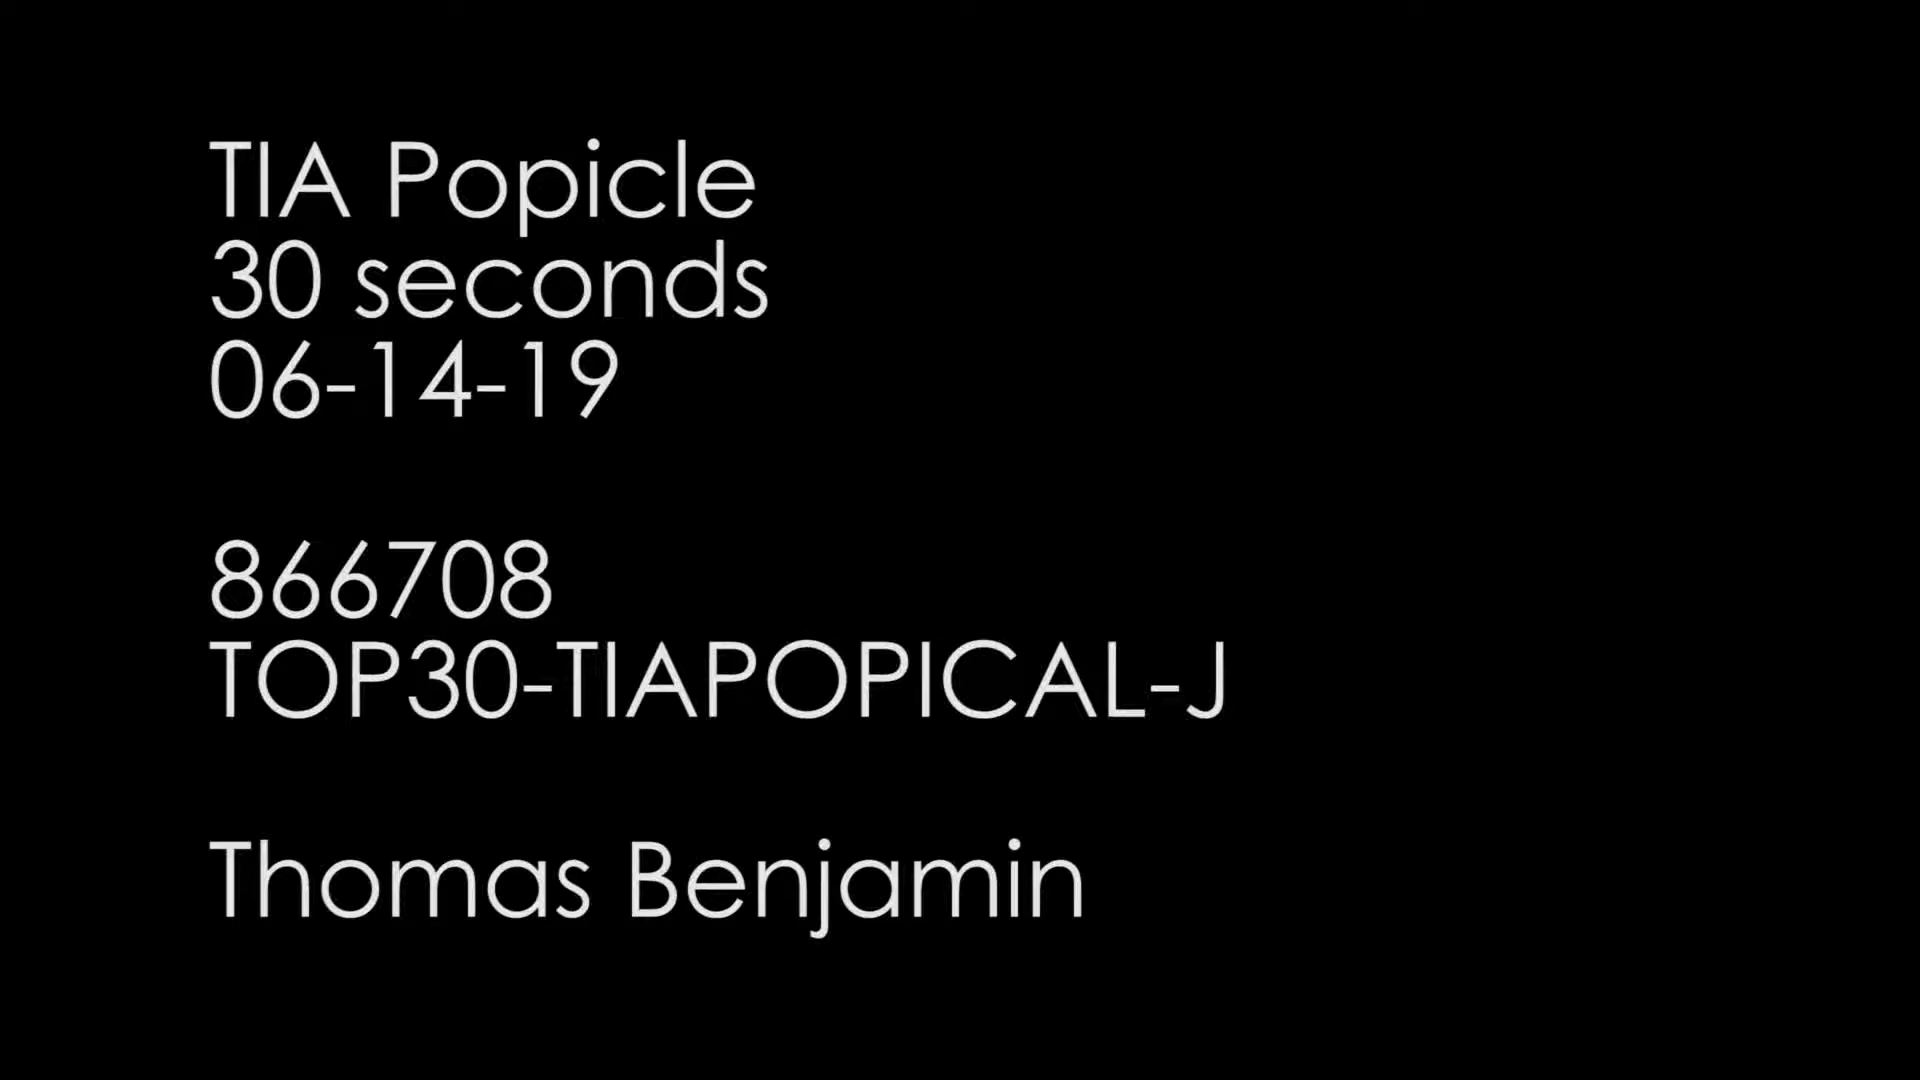 TIA Popicle
30 seconds
06-14-19
866708
TOP30-TIAPOPICAL-J
Thomas Benjamin